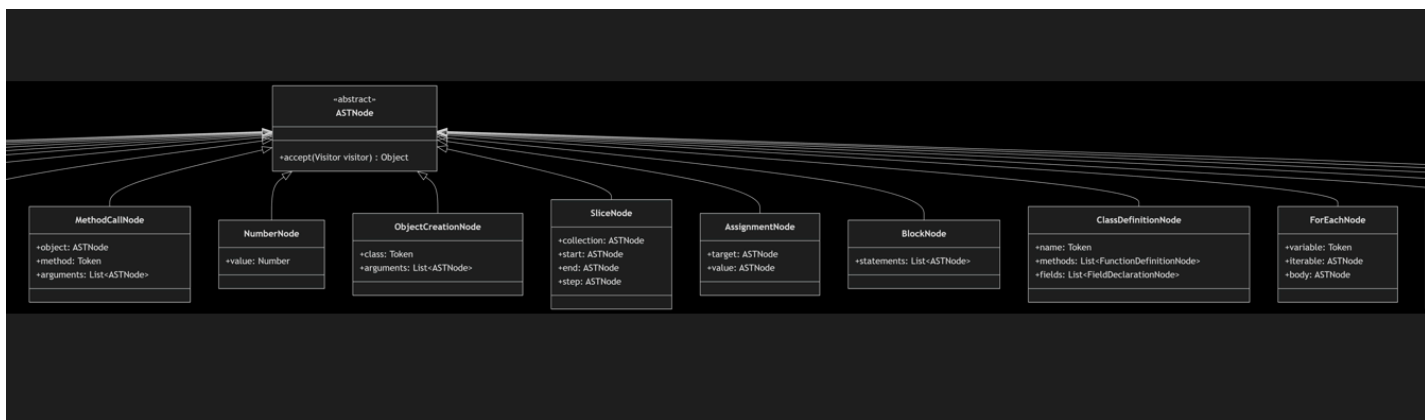 «abstract»
ASTNode
+accept(Visitor visitor) : Object
MethodCallNode
+object: ASTNode
+method: Token
+arguments: List<ASTNode>
NumberNode
+value: Number
ObjectCreationNode
+class: Token
+arguments: List<ASTNode>
SliceNode
+collection: ASTNode
+start: ASTNode
+end: ASTNode
+step: ASTNode
AssignmentNode
+target: ASTNode
+value: ASTNode
BlockNode
+statements: List<ASTNode>
ClassDefinitionNode
+name: Token
+methods: List<FunctionDefinitionNode>
+fields: List<FieldDeclarationNode>
ForEachNode
+variable: Token
+iterable: ASTNode
+body: ASTNode